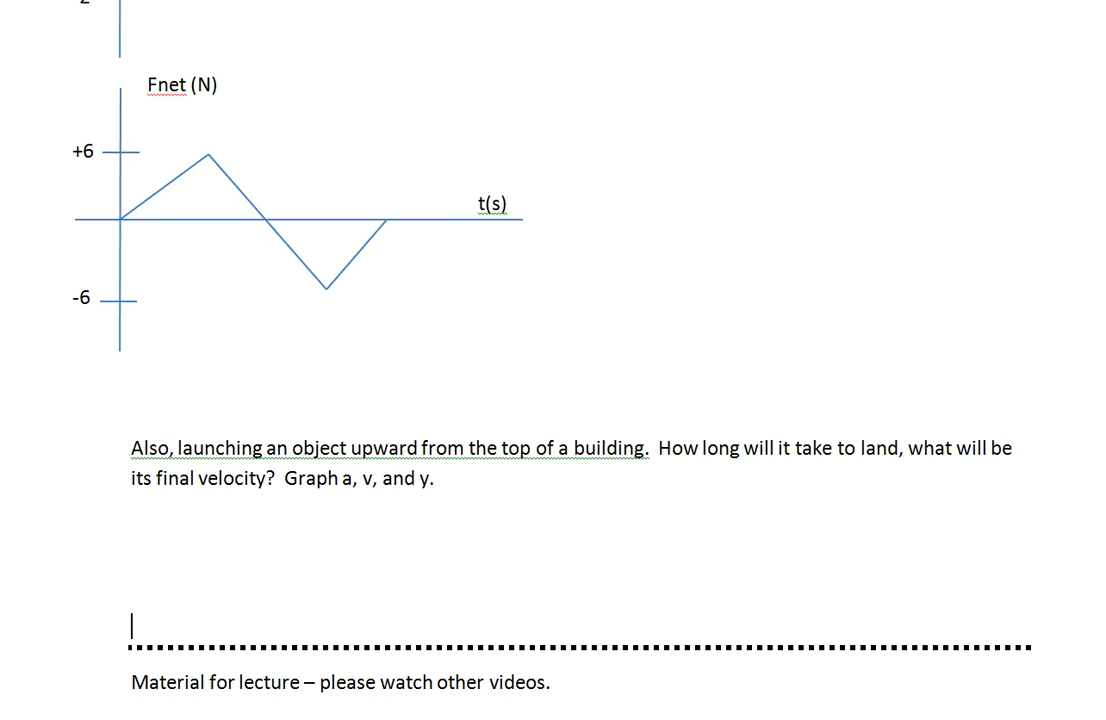 Fnet (N)
+6
t(s)
-6
Also, launching an object upward from the top of a building.  How long will it take to land, what will be
its final velocity?  Graph a, v, and y.
Material for lecture – please watch other videos.